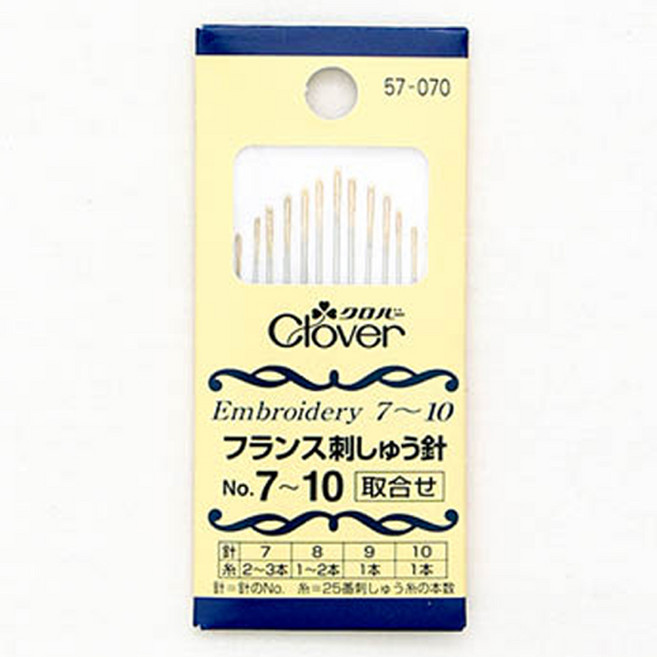 57-070
クロバー
Clover
Embroidery 7～10
フランス刺しゅう針
No.7～10 取合せ
針 7 8 9 10
糸 2～3本 1～2本 1本 1本
針＝針のNo. 糸＝25番刺しゅう糸の本数